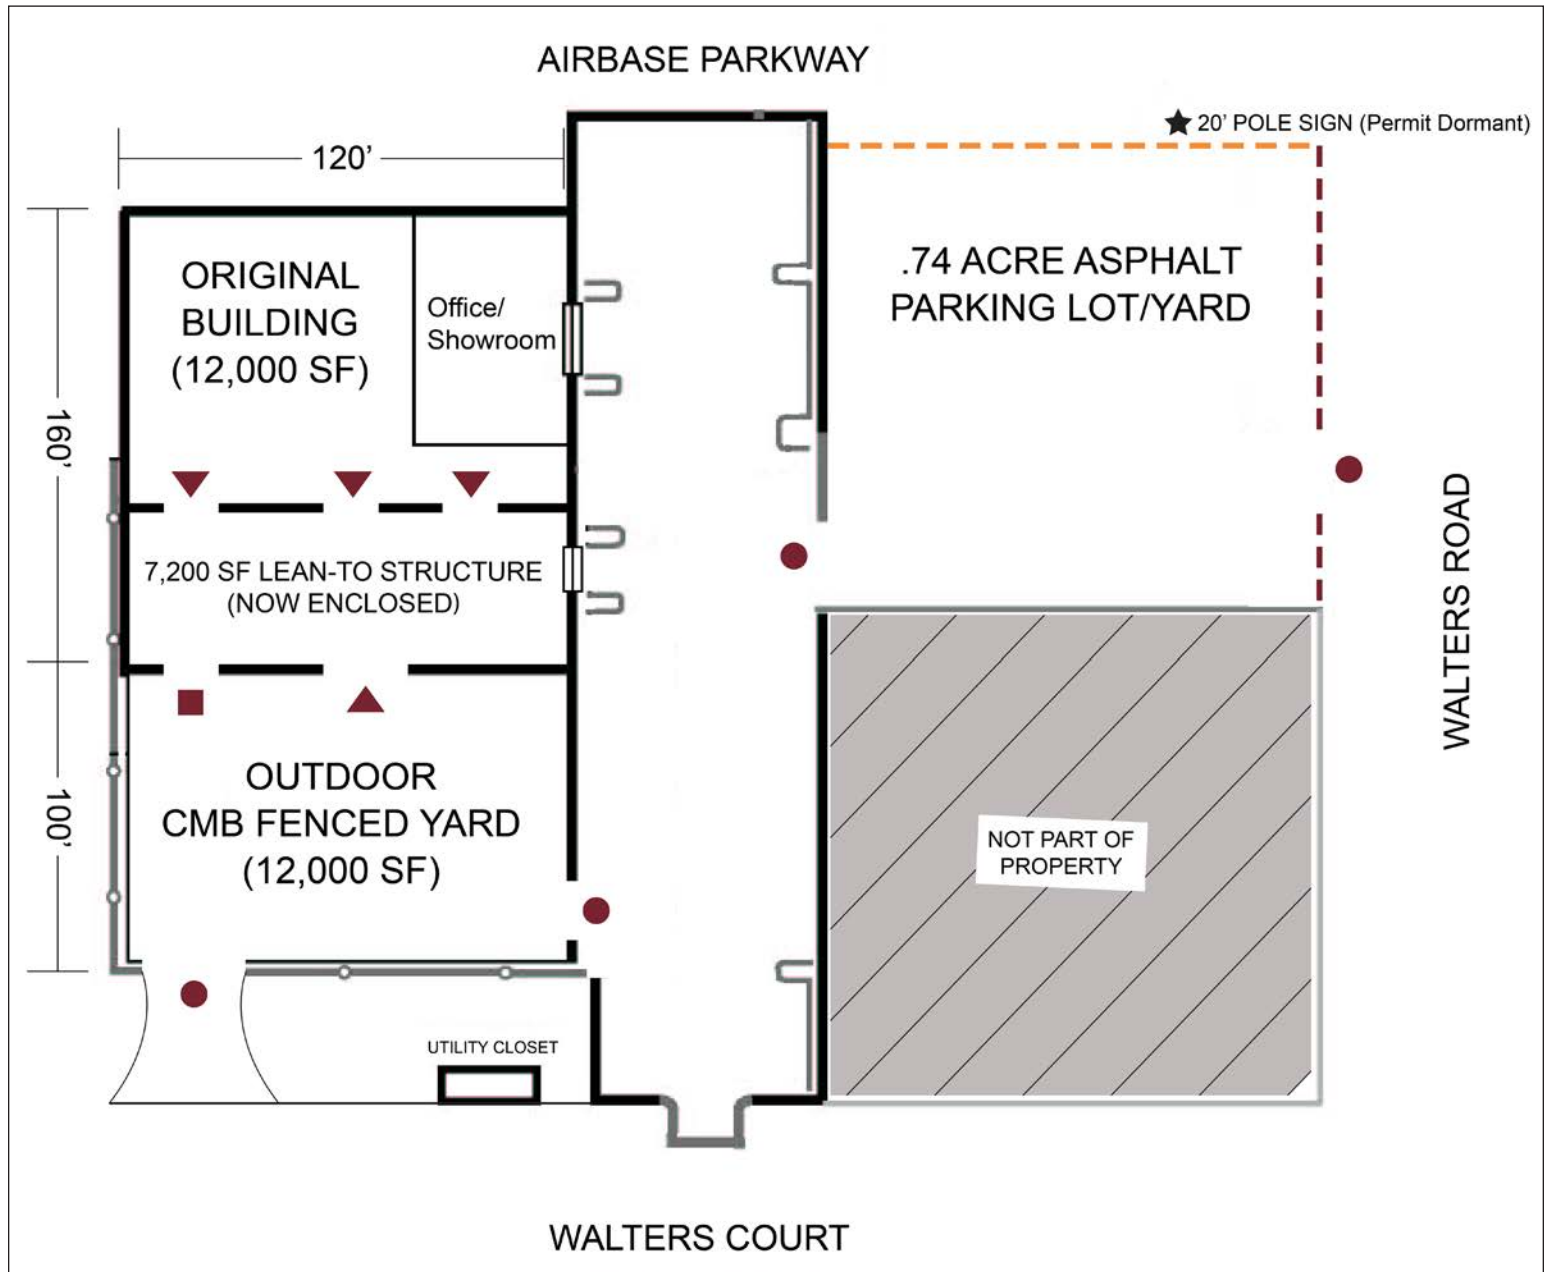 AIRBASE PARKWAY
20' POLE SIGN (Permit Dormant)
120'
ORIGINAL
BUILDING
(12,000 SF)
Office/
Showroom
.74 ACRE ASPHALT
PARKING LOT/YARD
160'
7,200 SF LEAN-TO STRUCTURE
(NOW ENCLOSED)
WALTERS ROAD
100'
OUTDOOR
CMB FENCED YARD
(12,000 SF)
NOT PART OF
PROPERTY
UTILITY CLOSET
WALTERS COURT